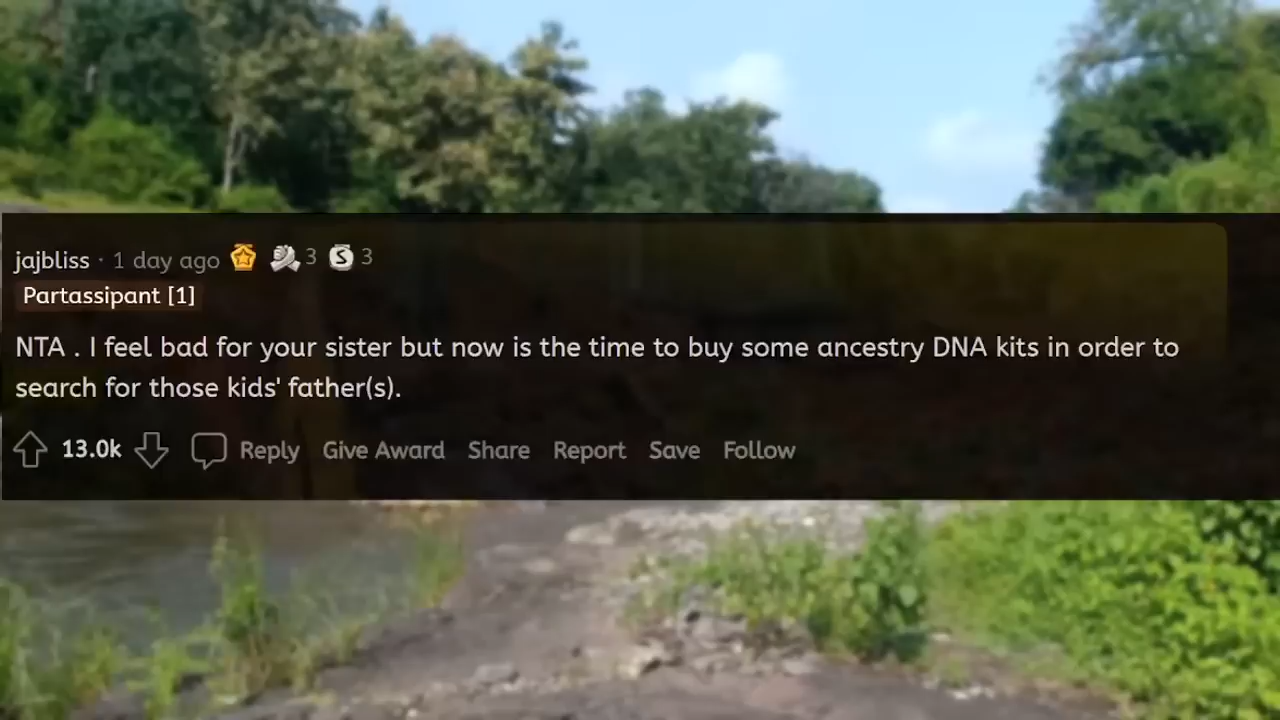 jajbliss · 1 day ago 3 S 3
Partassipant [1]
NTA . I feel bad for your sister but now is the time to buy some ancestry DNA kits in order to
search for those kids' father(s).
13.0k Reply Give Award Share Report Save Follow